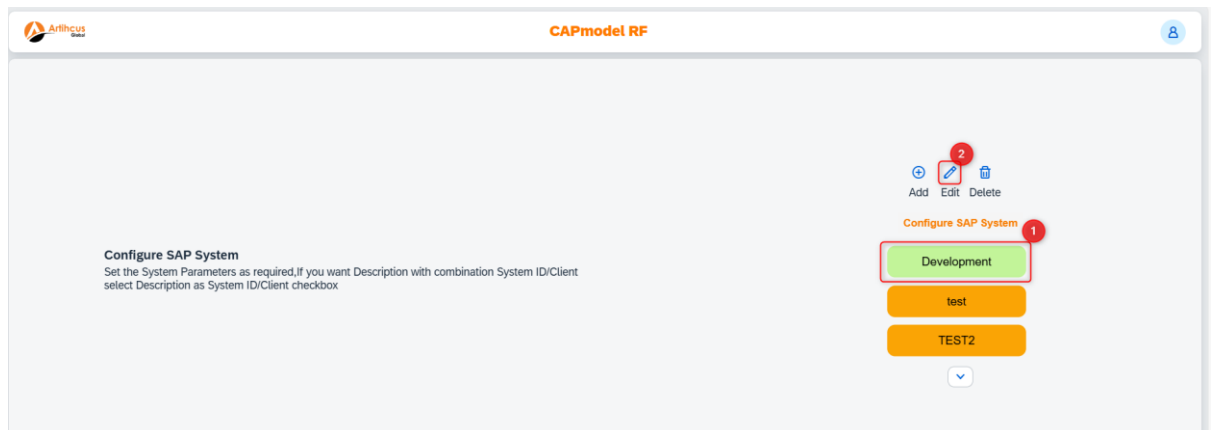 Artihcus
Global
CAPmodel RF
2
Add Edit Delete
Configure SAP System
1
Configure SAP System
Set the System Parameters as required,If you want Description with combination System ID/Client
select Description as System ID/Client checkbox
Development
test
TEST2